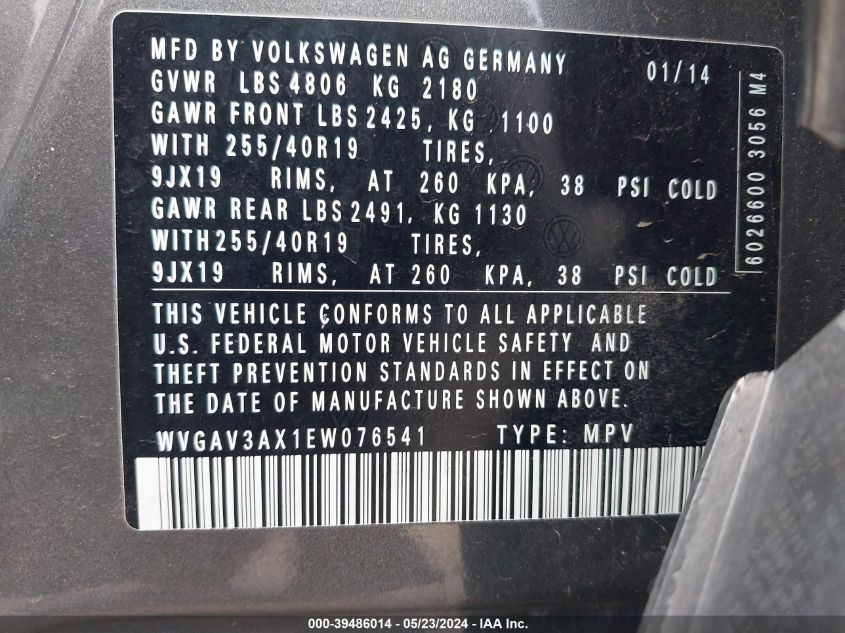 MFD BY VOLKSWAGEN AG GERMANY 01/14
GVWR LBS 4806 KG 2180
GAWR FRONT LBS 2425, KG 1100
WITH 255/40R19 TIRES,
9JX19 RIMS, AT 260 KPA, 38 PSI COLD
GAWR REAR LBS 2491, KG 1130
WITH 255/40R19 TIRES,
9JX19 RIMS, AT 260 KPA, 38 PSI COLD
THIS VEHICLE CONFORMS TO ALL APPLICABLE
U.S. FEDERAL MOTOR VEHICLE SAFETY AND
THEFT PREVENTION STANDARDS IN EFFECT ON
THE DATE OF MANUFACTURE SHOWN ABOVE.
WVGAV3AX1EW076541 TYPE: MPV
6026600 3056 M4
000-39486014 - 05/23/2024 - IAA Inc.